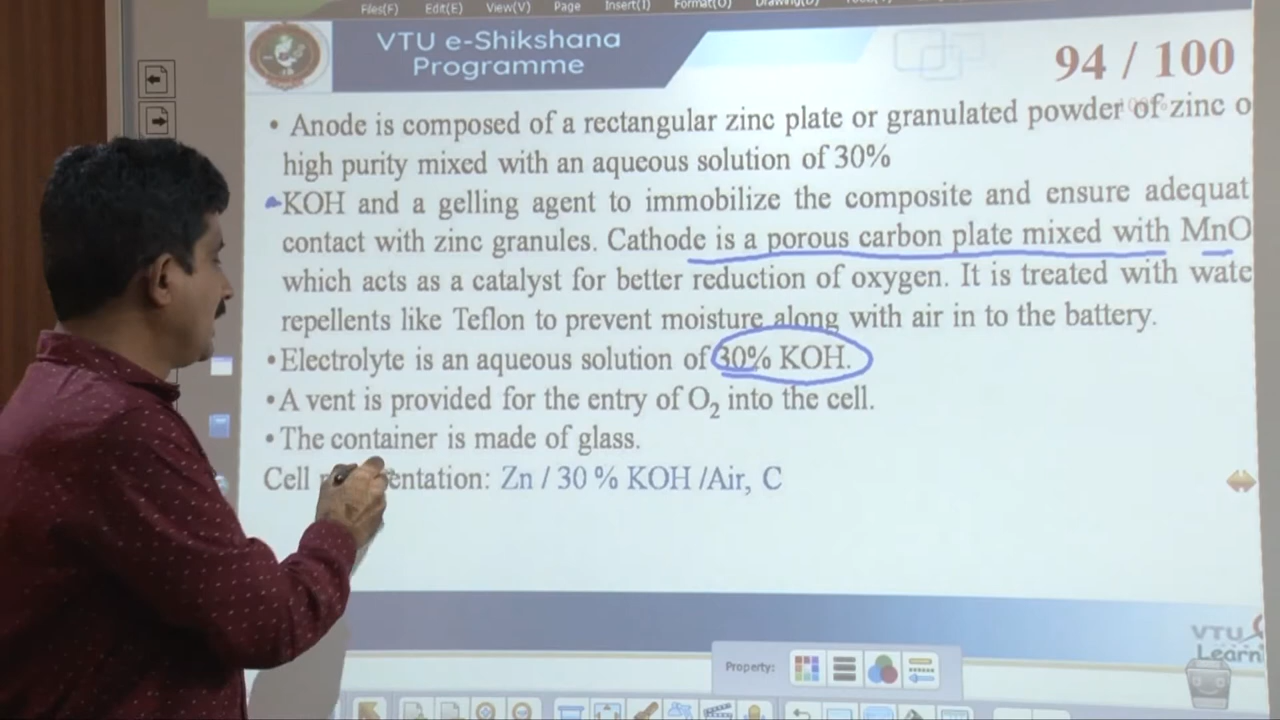 Files(F) Edit(E) View(V) Page Insert(I) Format(O) Drawing(D)
VTU e-Shikshana
Programme
94 / 100
• Anode is composed of a rectangular zinc plate or granulated powder of zinc o
high purity mixed with an aqueous solution of 30%
KOH and a gelling agent to immobilize the composite and ensure adequat
contact with zinc granules. Cathode is a porous carbon plate mixed with MnO
which acts as a catalyst for better reduction of oxygen. It is treated with wate
repellents like Teflon to prevent moisture along with air in to the battery.
•Electrolyte is an aqueous solution of 30% KOH.
•A vent is provided for the entry of O₂ into the cell.
•The container is made of glass.
Cell entation: Zn / 30 % KOH /Air, C
VTU
Learn
Property: